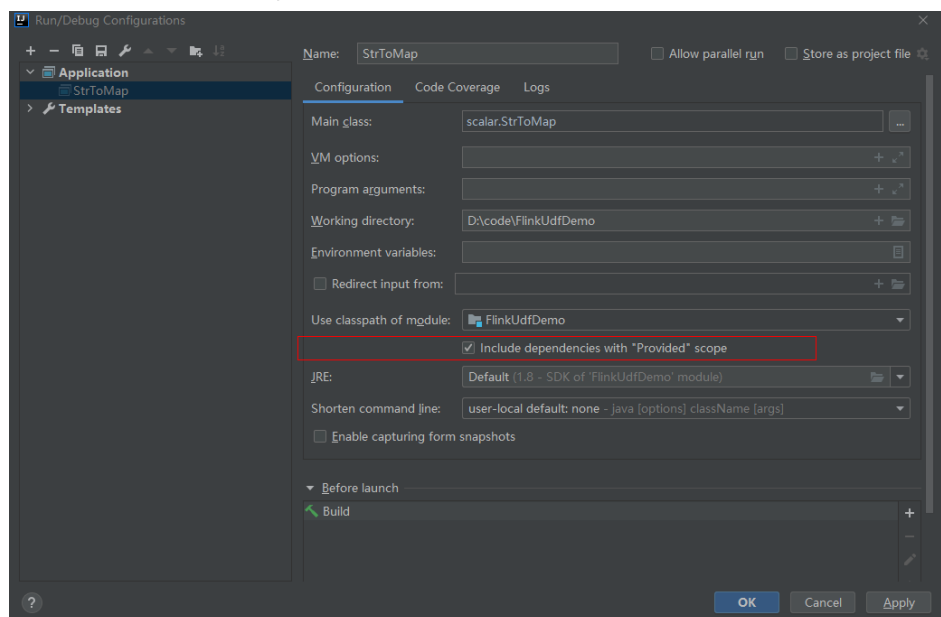 Run/Debug Configurations
Name: StrToMap Allow parallel run Store as project file
Application
StrToMap
Templates
Configuration Code Coverage Logs
Main class: scalar.StrToMap ...
VM options:
Program arguments:
Working directory: D:\code\FlinkUdfDemo
Environment variables:
Redirect input from:
Use classpath of module: FlinkUdfDemo
Include dependencies with "Provided" scope
JRE: Default (1.8 - SDK of 'FlinkUdfDemo' module)
Shorten command line: user-local default: none - java [options] className [args]
Enable capturing form snapshots
Before launch
Build
? OK Cancel Apply